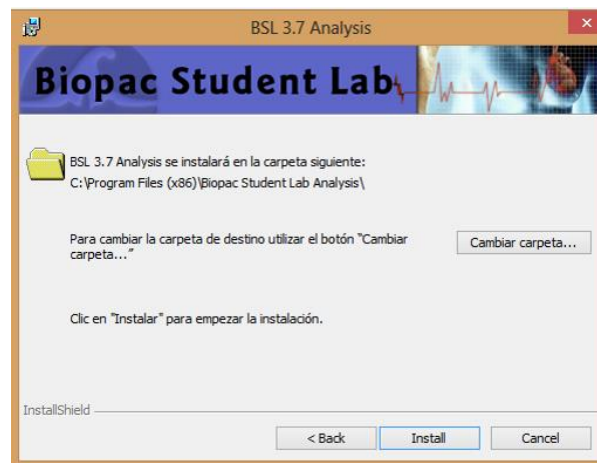 BSL 3.7 Analysis
Biopac Student Lab
BSL 3.7 Analysis se instalará en la carpeta siguiente:
C:\Program Files (x86)\Biopac Student Lab Analysis\
Para cambiar la carpeta de destino utilizar el botón "Cambiar
carpeta..."
Cambiar carpeta...
Clic en "Instalar" para empezar la instalación.
InstallShield
< Back
Install
Cancel